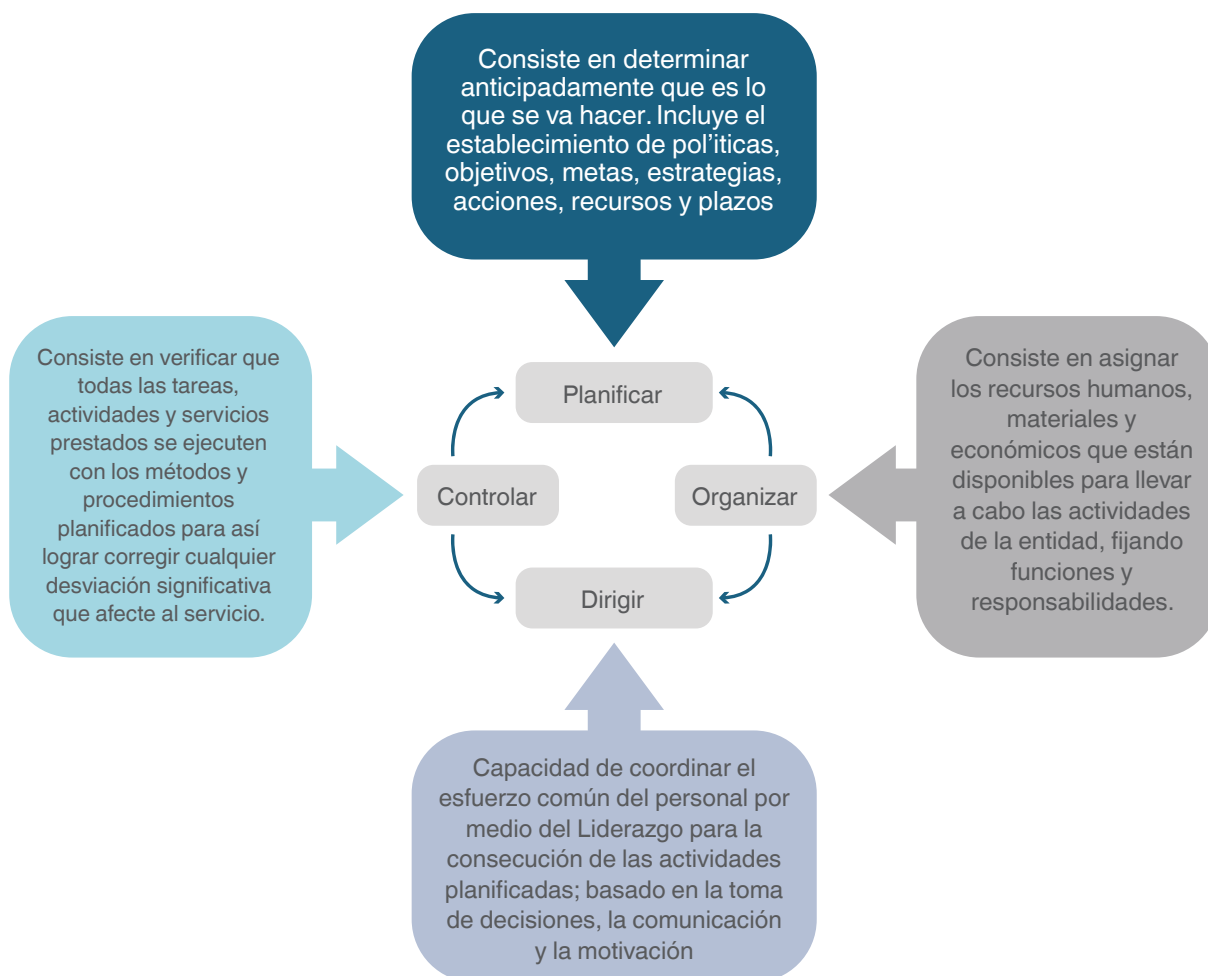 Consiste en determinar
anticipadamente que es lo
que se va hacer. Incluye el
establecimiento de pol’iticas,
objetivos, metas, estrategias,
acciones, recursos y plazos
Consiste en verificar que
todas las tareas,
actividades y servicios
prestados se ejecuten
con los métodos y
procedimientos
planificados para así
lograr corregir cualquier
desviación significativa
que afecte al servicio.
Planificar
Controlar
Organizar
Dirigir
Consiste en asignar
los recursos humanos,
materiales y
económicos que están
disponibles para llevar
a cabo las actividades
de la entidad, fijando
funciones y
responsabilidades.
Capacidad de coordinar el
esfuerzo común del personal por
medio del Liderazgo para la
consecución de las actividades
planificadas; basado en la toma
de decisiones, la comunicación
y la motivación